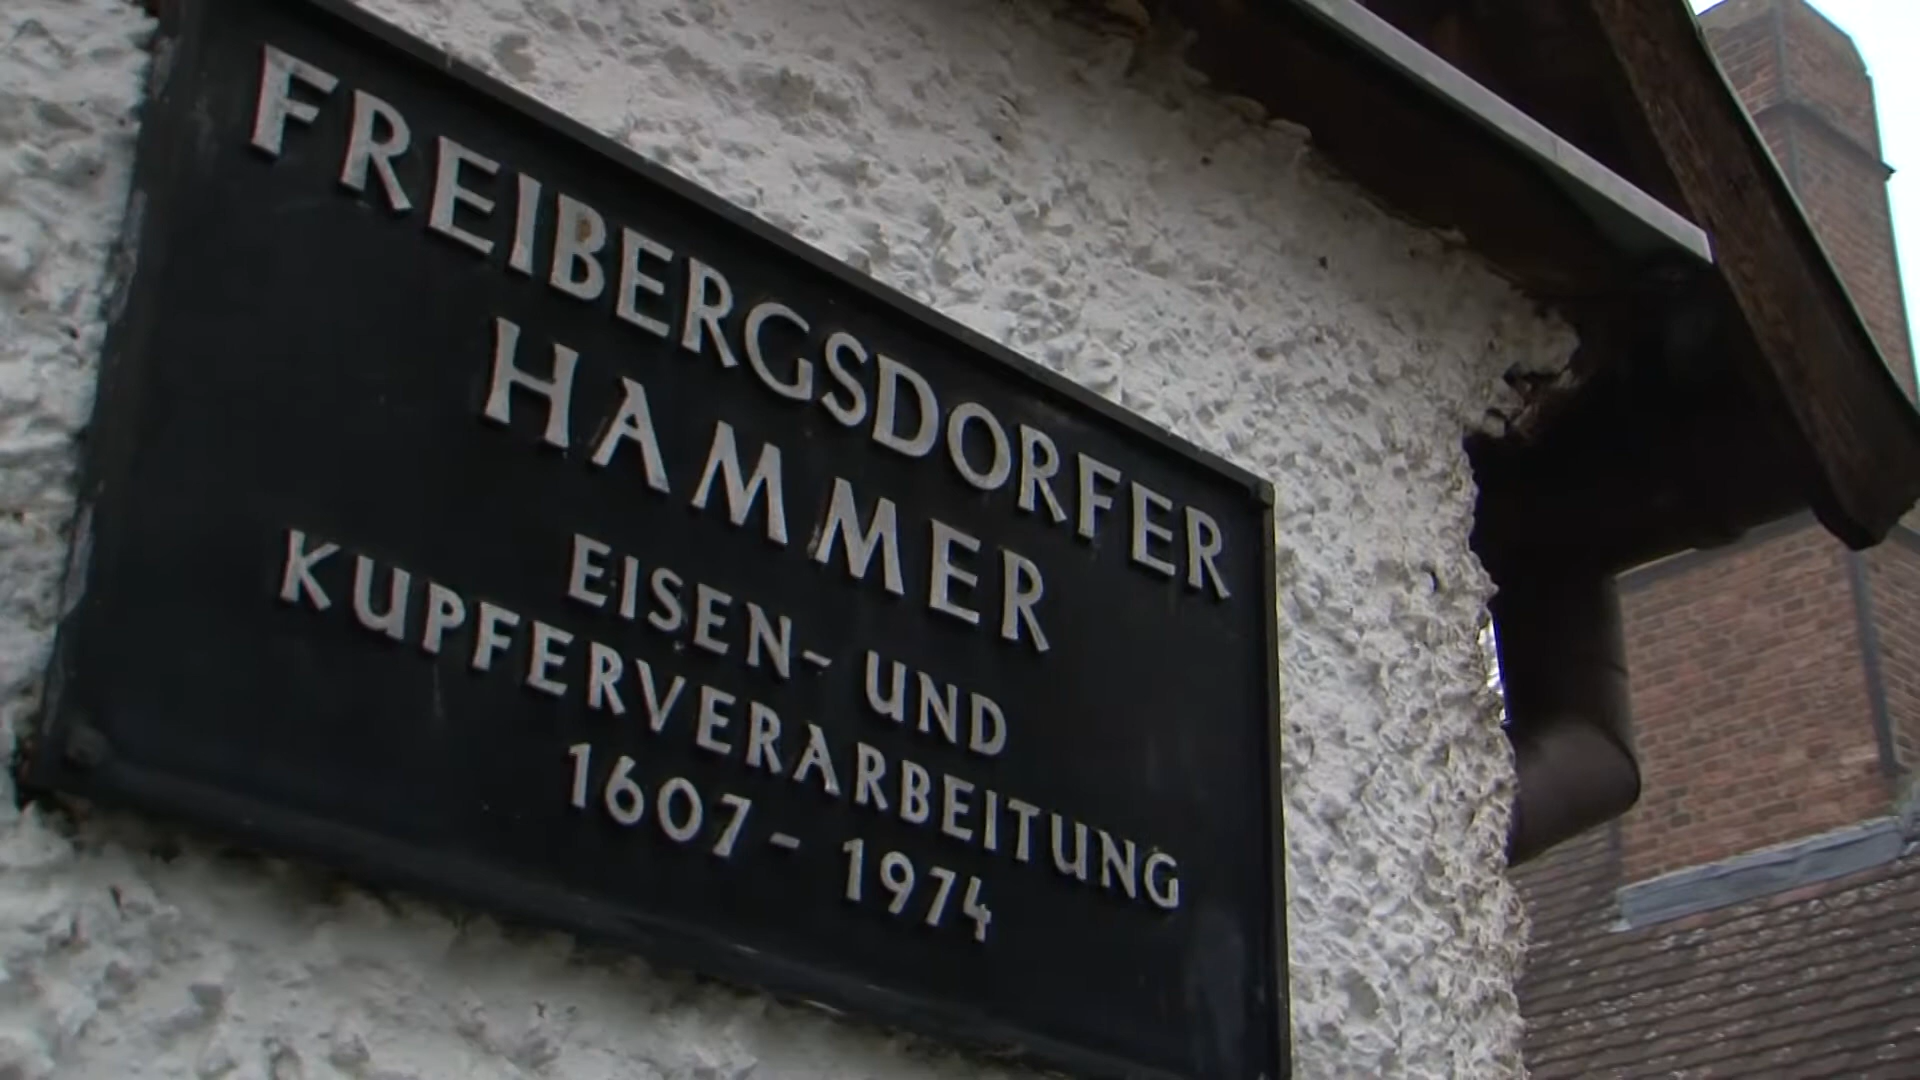 FREIBERGSDORFER
HAMMER
EISEN- UND
KUPFERVERARBEITUNG
1607 - 1974